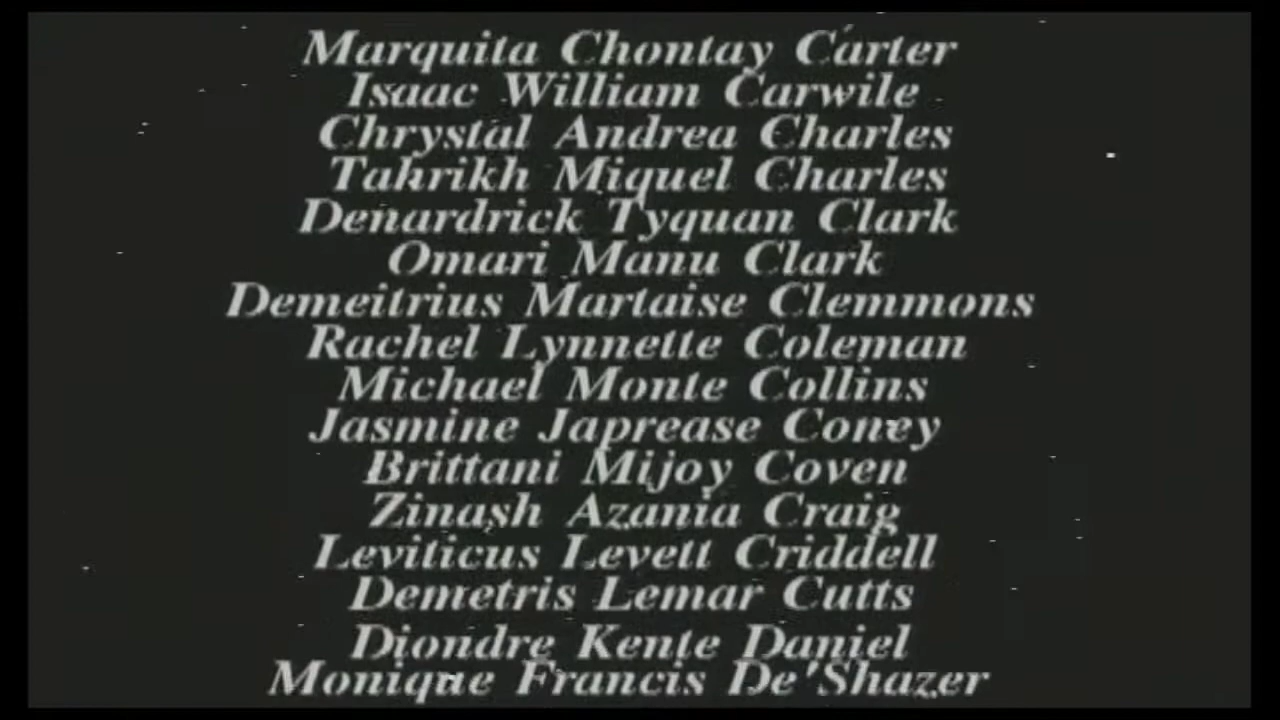 Marquita Chontay Carter
Isaac William Carwile
Chrystal Andrea Charles
Tahrikh Miquel Charles
Denardrick Tyquan Clark
Omari Manu Clark
Demeitrius Martaise Clemmons
Rachel Lynnette Coleman
Michael Monte Collins
Jasmine Japrease Coney
Brittani Mijoy Coven
Zinash Azania Craig
Leviticus Levett Criddell
Demetris Lemar Cutts
Diondre Kente Daniel
Monique Francis De'Shazer